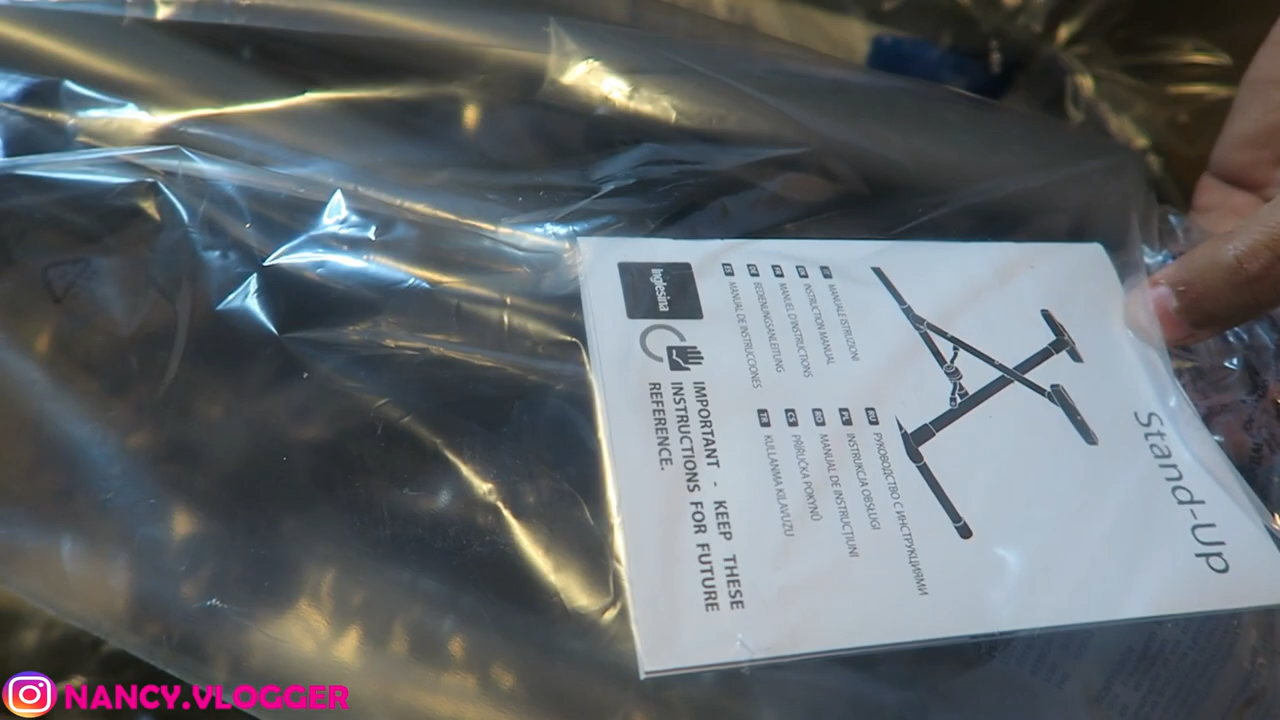 Stand-Up
IT MANUALE ISTRUZIONI
EN INSTRUCTION MANUAL
FR MANUEL D'INSTRUCTIONS
DE BEDIENUNGSANLEITUNG
ES MANUAL DE INSTRUCCIONES
RU РУКОВОДСТВО С ИНСТРУКЦИЯМИ
PL INSTRUKCJA OBSŁUGI
RO MANUAL DE INSTRUCŢIUNI
CS PŘÍRUČKA POKYNŮ
TR KULLANMA KILAVUZU
Inglesina
IMPORTANT - KEEP THESE
INSTRUCTIONS FOR FUTURE
REFERENCE.
NANCY.VLOGGER